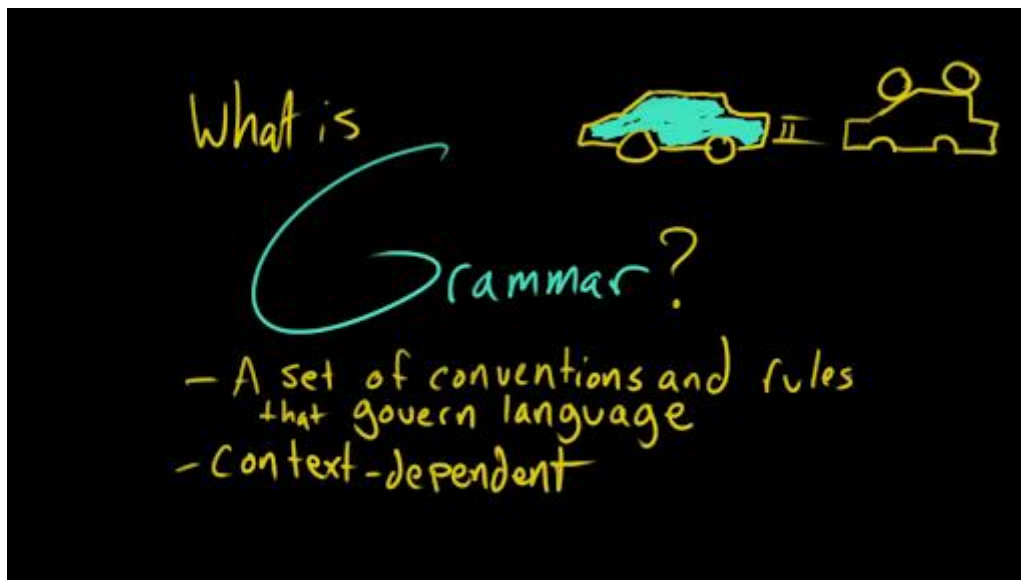 What is
Grammar?
- A set of conventions and rules
that govern language
- Context-dependent